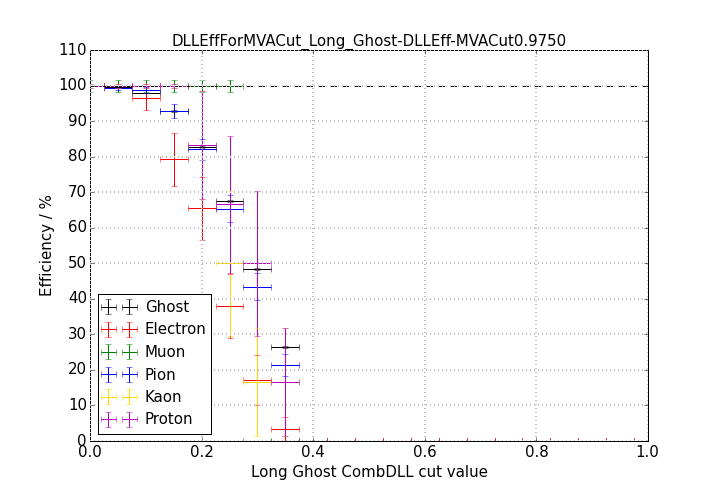 DLLEffForMVACut_Long_Ghost-DLLEff-MVACut0.9750
110
100
90
80
70
60
50
40
30
20
10
0
Efficiency / %
Ghost
Electron
Muon
Pion
Kaon
Proton
0.0 0.2 0.4 0.6 0.8 1.0
Long Ghost CombDLL cut value